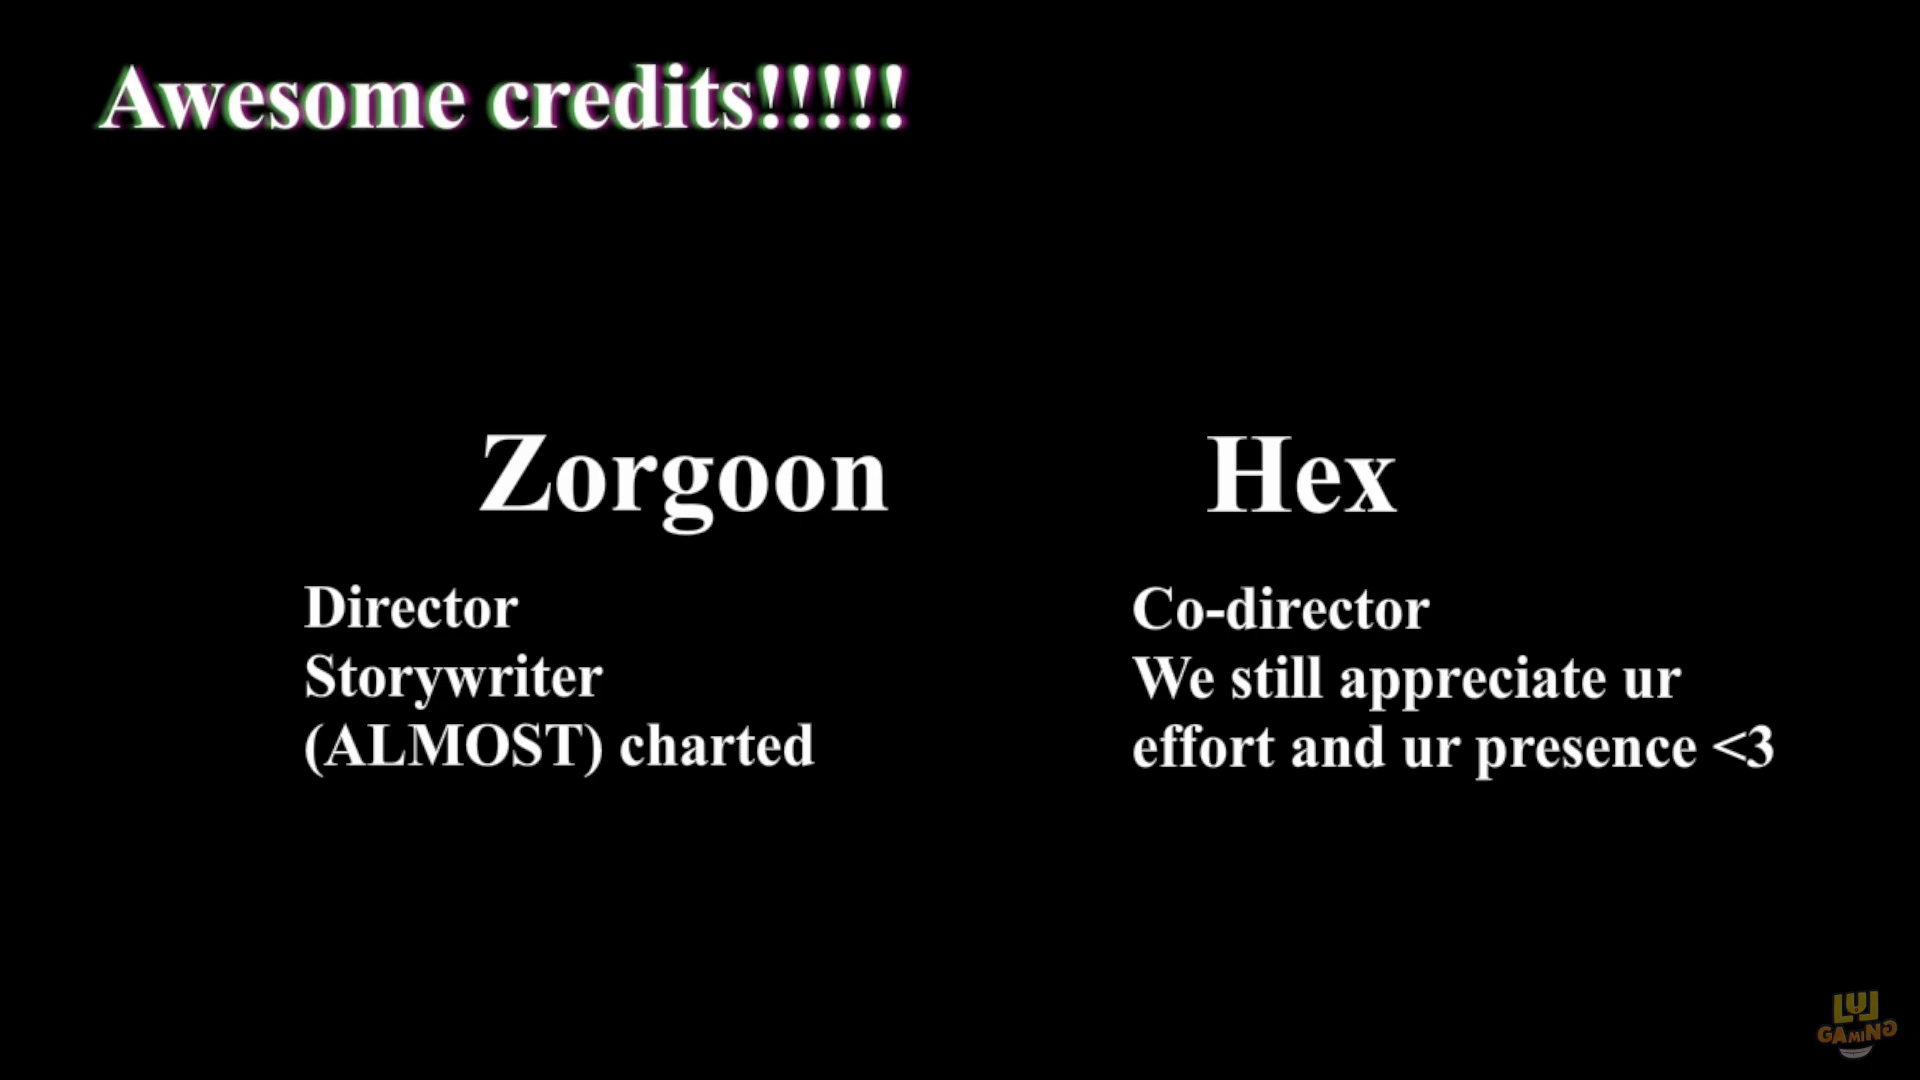 Awesome credits!!!!!
Zorgoon
Director
Storywriter
(ALMOST) charted
Hex
Co-director
We still appreciate ur
effort and ur presence <3
LUL
GAMING